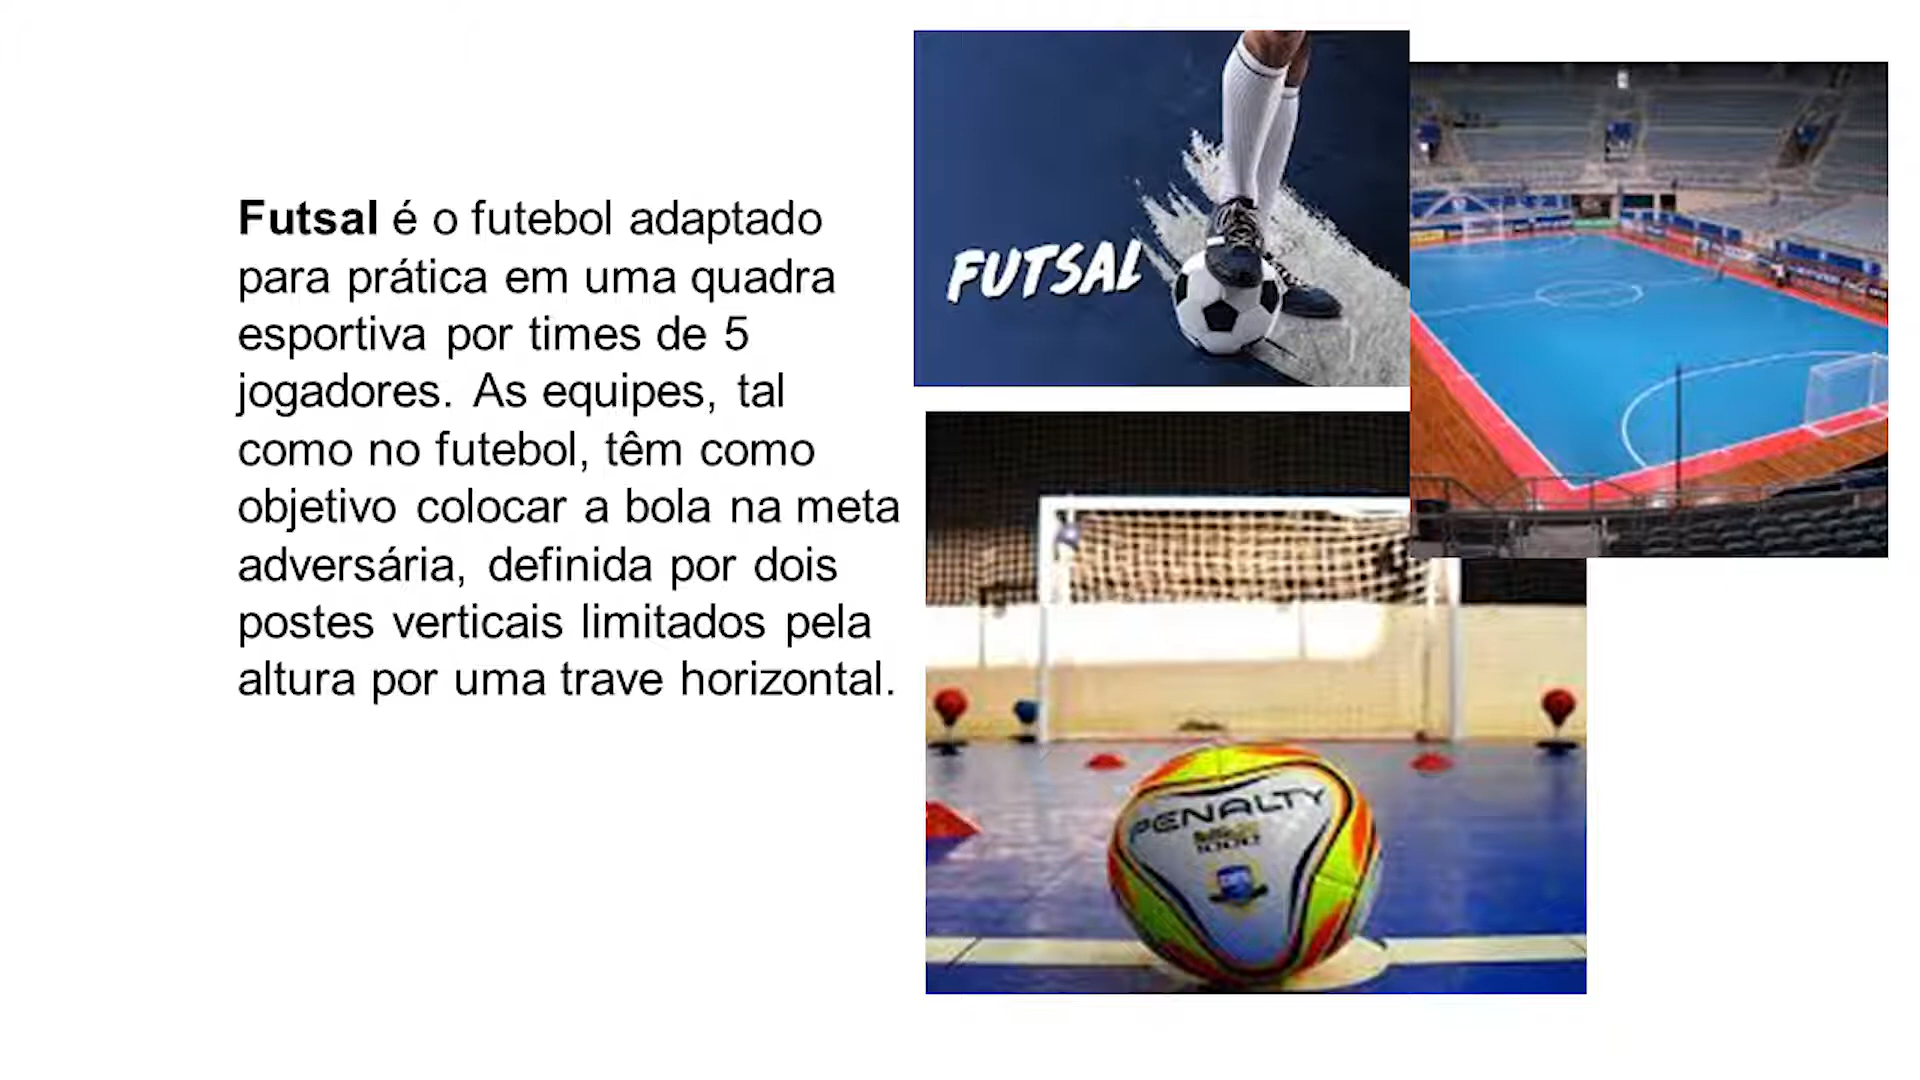 Futsal é o futebol adaptado
para prática em uma quadra
esportiva por times de 5
jogadores. As equipes, tal
como no futebol, têm como
objetivo colocar a bola na meta
adversária, definida por dois
postes verticais limitados pela
altura por uma trave horizontal.
FUTSAL
PENALTY
1000